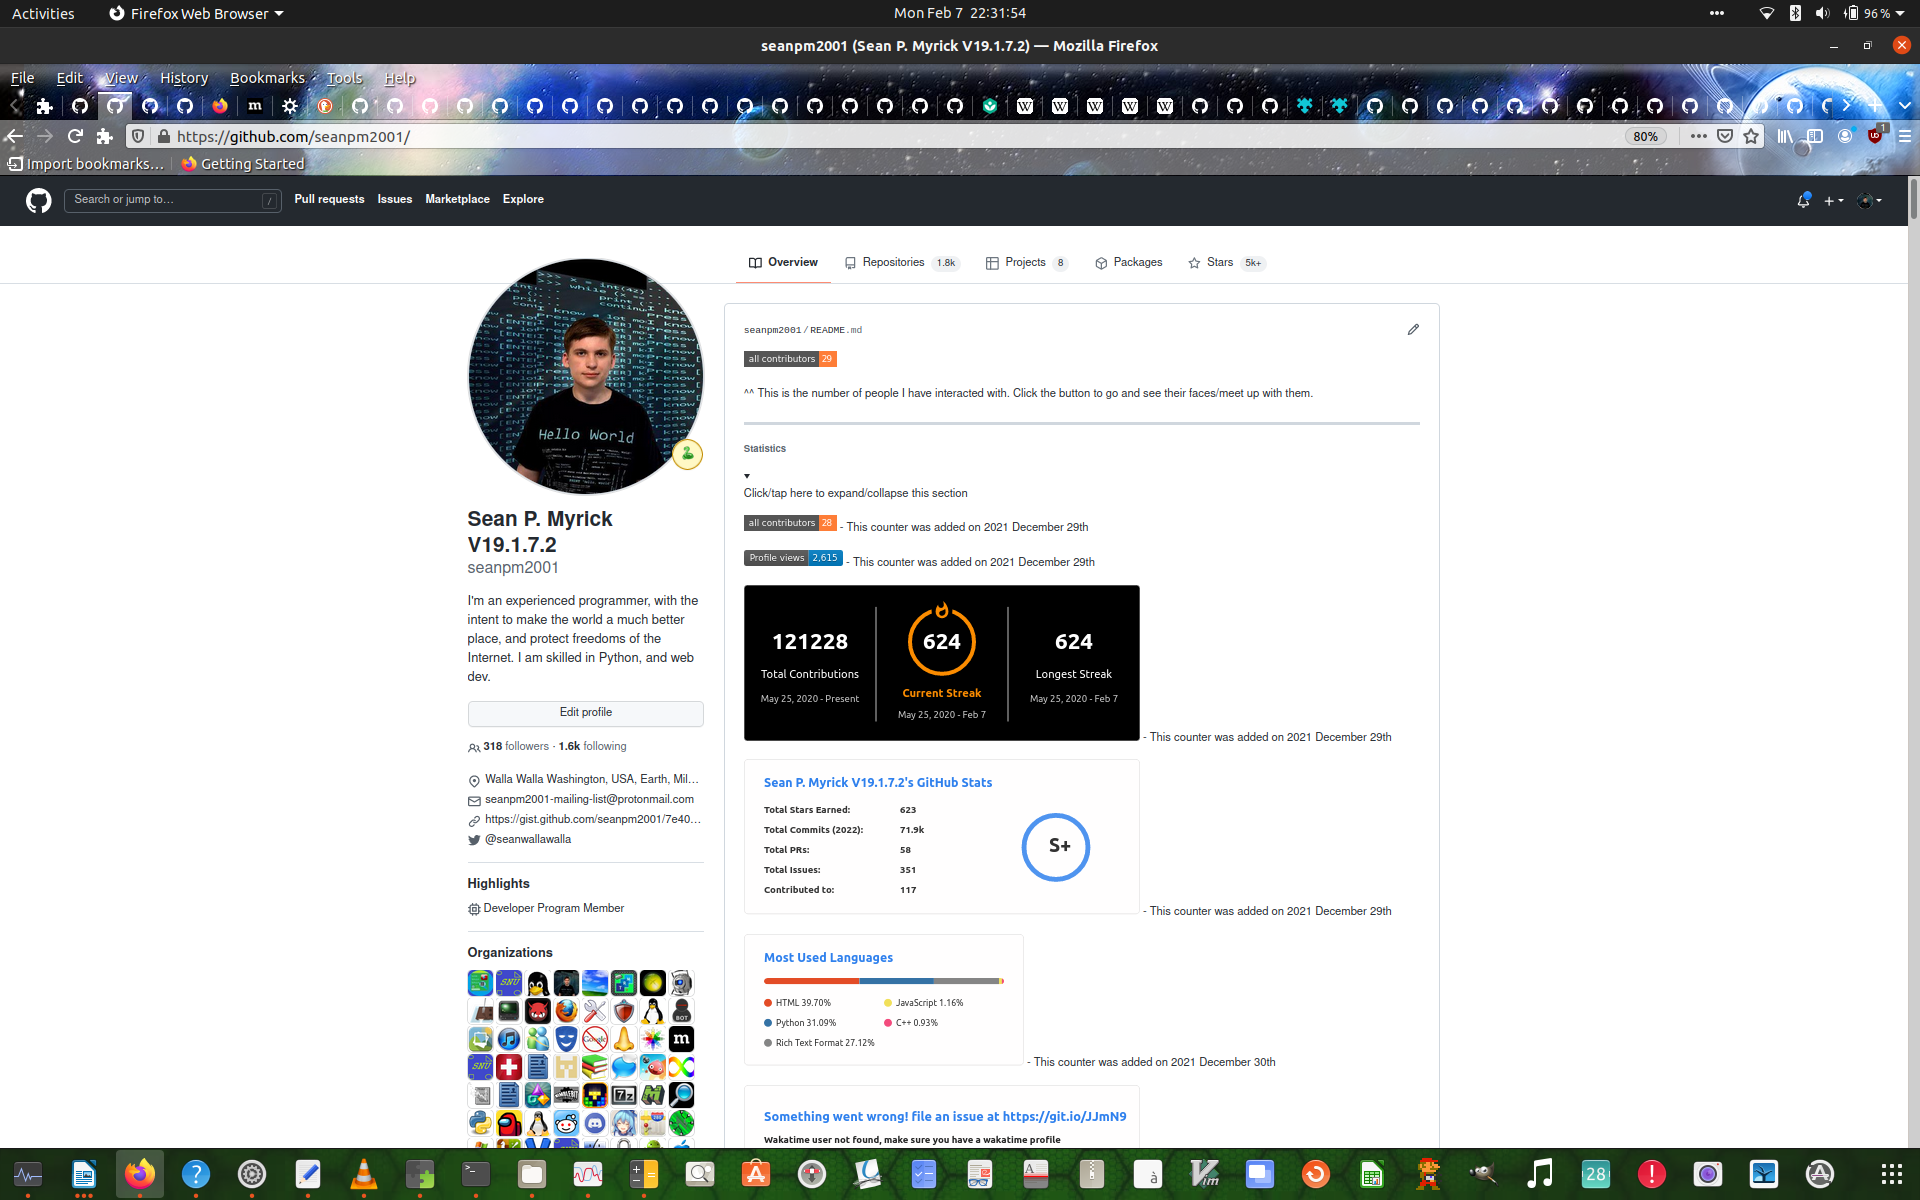 Activities
Firefox Web Browser
Mon Feb 7 22:31:54
96 %
seanpm2001 (Sean P. Myrick V19.1.7.2) — Mozilla Firefox
File Edit View History Bookmarks Tools Help
https://github.com/seanpm2001/
80%
1
Import bookmarks…
Getting Started
Search or jump to…
/
Pull requests Issues Marketplace Explore
Overview
Repositories 1.8k
Projects 8
Packages
Stars 5k+
Hello World
Sean P. Myrick
V19.1.7.2
seanpm2001
I'm an experienced programmer, with the
intent to make the world a much better
place, and protect freedoms of the
Internet. I am skilled in Python, and web
dev.
Edit profile
318 followers · 1.6k following
Walla Walla Washington, USA, Earth, Mil…
seanpm2001-mailing-list@protonmail.com
https://gist.github.com/seanpm2001/7e40…
@seanwallawalla
Highlights
Developer Program Member
Organizations
seanpm2001/README.md
all contributors 29
^^ This is the number of people I have interacted with. Click the button to go and see their faces/meet up with them.
Statistics
Click/tap here to expand/collapse this section
all contributors 28 - This counter was added on 2021 December 29th
Profile views 2,615 - This counter was added on 2021 December 29th
121228
Total Contributions
May 25, 2020 - Present
624
Current Streak
May 25, 2020 - Feb 7
624
Longest Streak
May 25, 2020 - Feb 7
- This counter was added on 2021 December 29th
Sean P. Myrick V19.1.7.2's GitHub Stats
Total Stars Earned: 623
Total Commits (2022): 71.9k
Total PRs: 58
Total Issues: 351
Contributed to: 117
S+
- This counter was added on 2021 December 29th
Most Used Languages
HTML 39.70%
JavaScript 1.16%
Python 31.09%
C++ 0.93%
Rich Text Format 27.12%
- This counter was added on 2021 December 30th
Something went wrong! file an issue at https://git.io/JJmN9
Wakatime user not found, make sure you have a wakatime profile
28